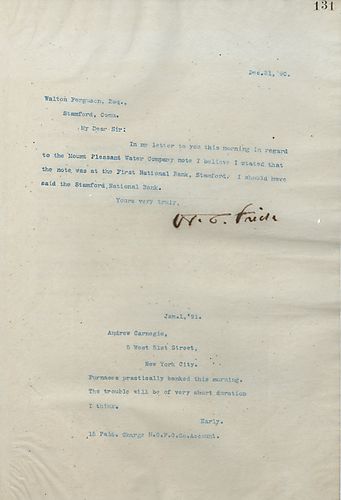 131
Dec.31,'90.
Walton Ferguson, Esq.,
Stamford, Conn.
My Dear Sir:
In my letter to you this morning in regard
to the Mount Pleasant Water Company note I believe I stated that
the note was at the First National Bank, Stamford. I should have
said the Stamford National Bank.
Yours very truly,
H. C. Frick
Jan.1,'91.
Andrew Carnegie,
5 West 51st Street,
New York City.
Furnaces practically banked this morning.
The trouble will be of very short duration
I think.
Early.
15 Paid. Charge H.C.F.C.Co.Account.